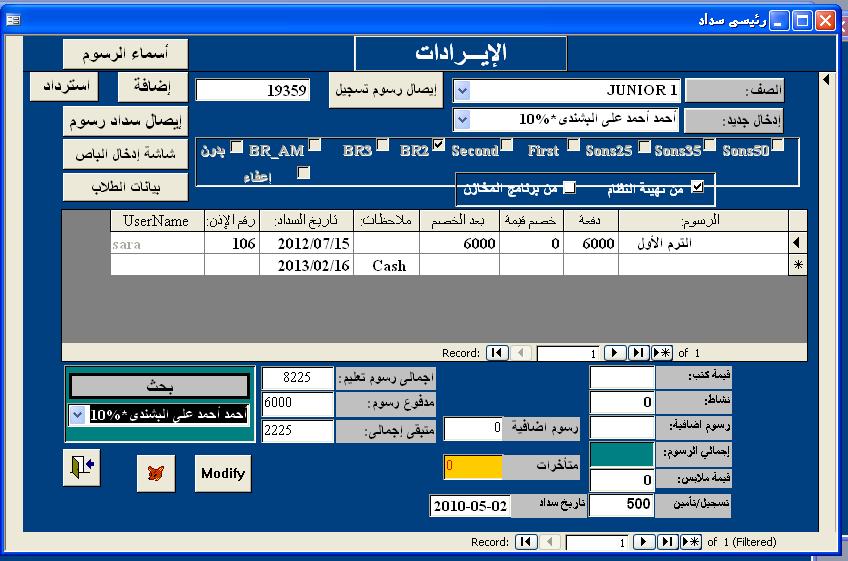 رئيسى سداد
الإيــرادات
أسماء الرسوم
الصف:
JUNIOR 1
إيصال رسوم تسجيل
19359
إضافة
استرداد
إدخال جديد:
أحمد أحمد على البشندى*10%
إيصال سداد رسوم
Sons50 Sons35 Sons25 First Second BR2 BR3 BR_AM بدون
شاشة إدخال الباص
إعفاء
من تهيئة النظام
من برنامج المخازن
بيانات الطلاب
الرسوم: دفعة خصم قيمة بعد الخصم ملاحظات: تاريخ السداد: رقم الإذن: UserName
الترم الأول 6000 0 6000 2012/07/15 106 sara
Cash 2013/02/16
Record: 1 of 1
قيمة كتب:
نشاط: 0
رسوم اضافية:
إجمالي الرسوم:
قيمة ملابس: 0
تسجيل/تأمين 500
رسوم اضافية 0
متأخرات 0
تاريخ سداد 2010-05-02
اجمالى رسوم تعليم: 8225
مدفوع رسوم: 6000
متبقى إجمالى: 2225
بحث
أحمد أحمد على البشندى*10%
Modify
Record: 1 of 1 (Filtered)